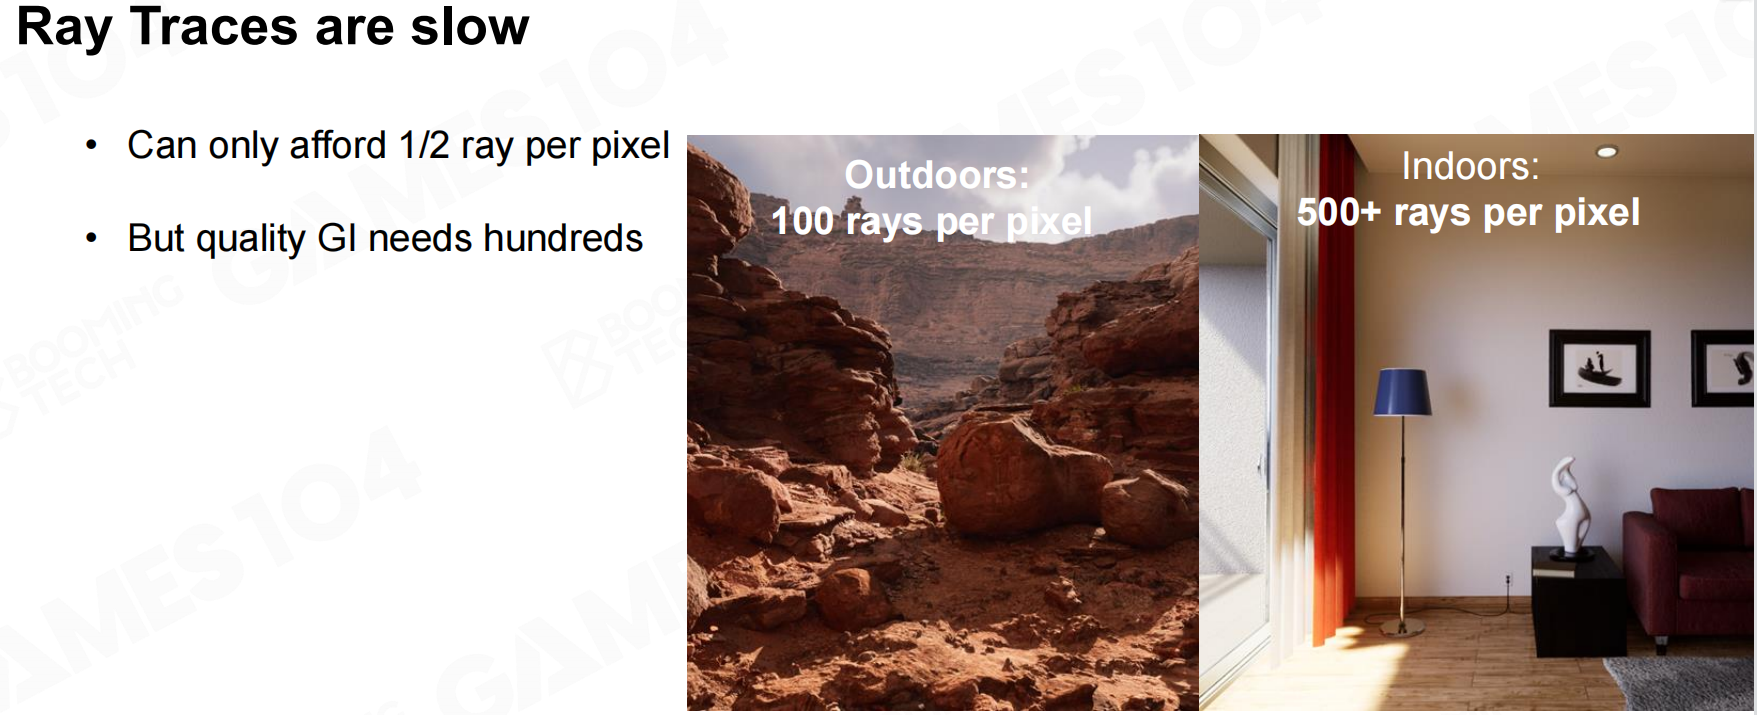 Ray Traces are slow
• Can only afford 1/2 ray per pixel
• But quality GI needs hundreds
Outdoors:
100 rays per pixel
Indoors:
500+ rays per pixel
GAMES104
BOOMING
TECH